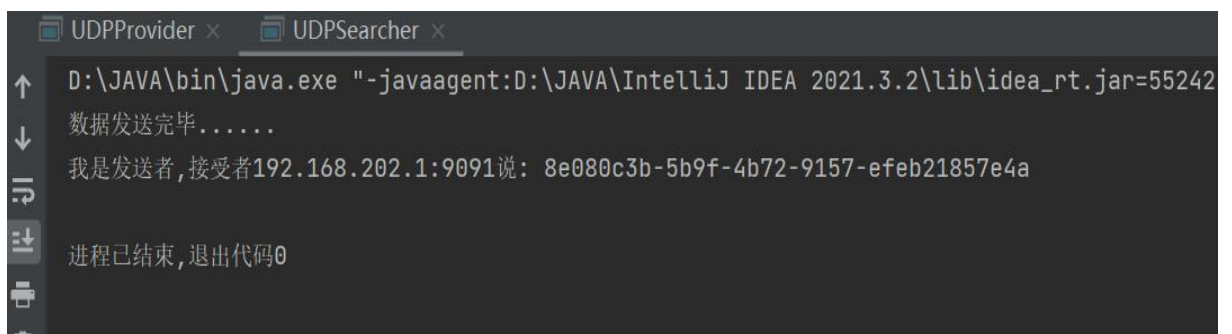 UDPProvider × UDPSearcher ×
D:\JAVA\bin\java.exe "-javaagent:D:\JAVA\IntelliJ IDEA 2021.3.2\lib\idea_rt.jar=55242
数据发送完毕......
我是发送者,接受者192.168.202.1:9091说: 8e080c3b-5b9f-4b72-9157-efeb21857e4a
进程已结束,退出代码0